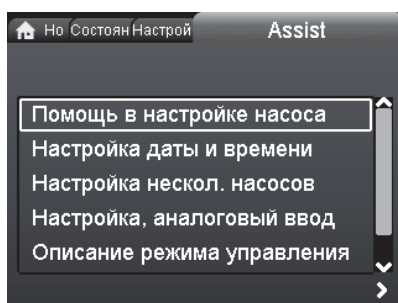 Но Состоян Настрой Assist
Помощь в настройке насоса
Настройка даты и времени
Настройка нескол. насосов
Настройка, аналоговый ввод
Описание режима управления